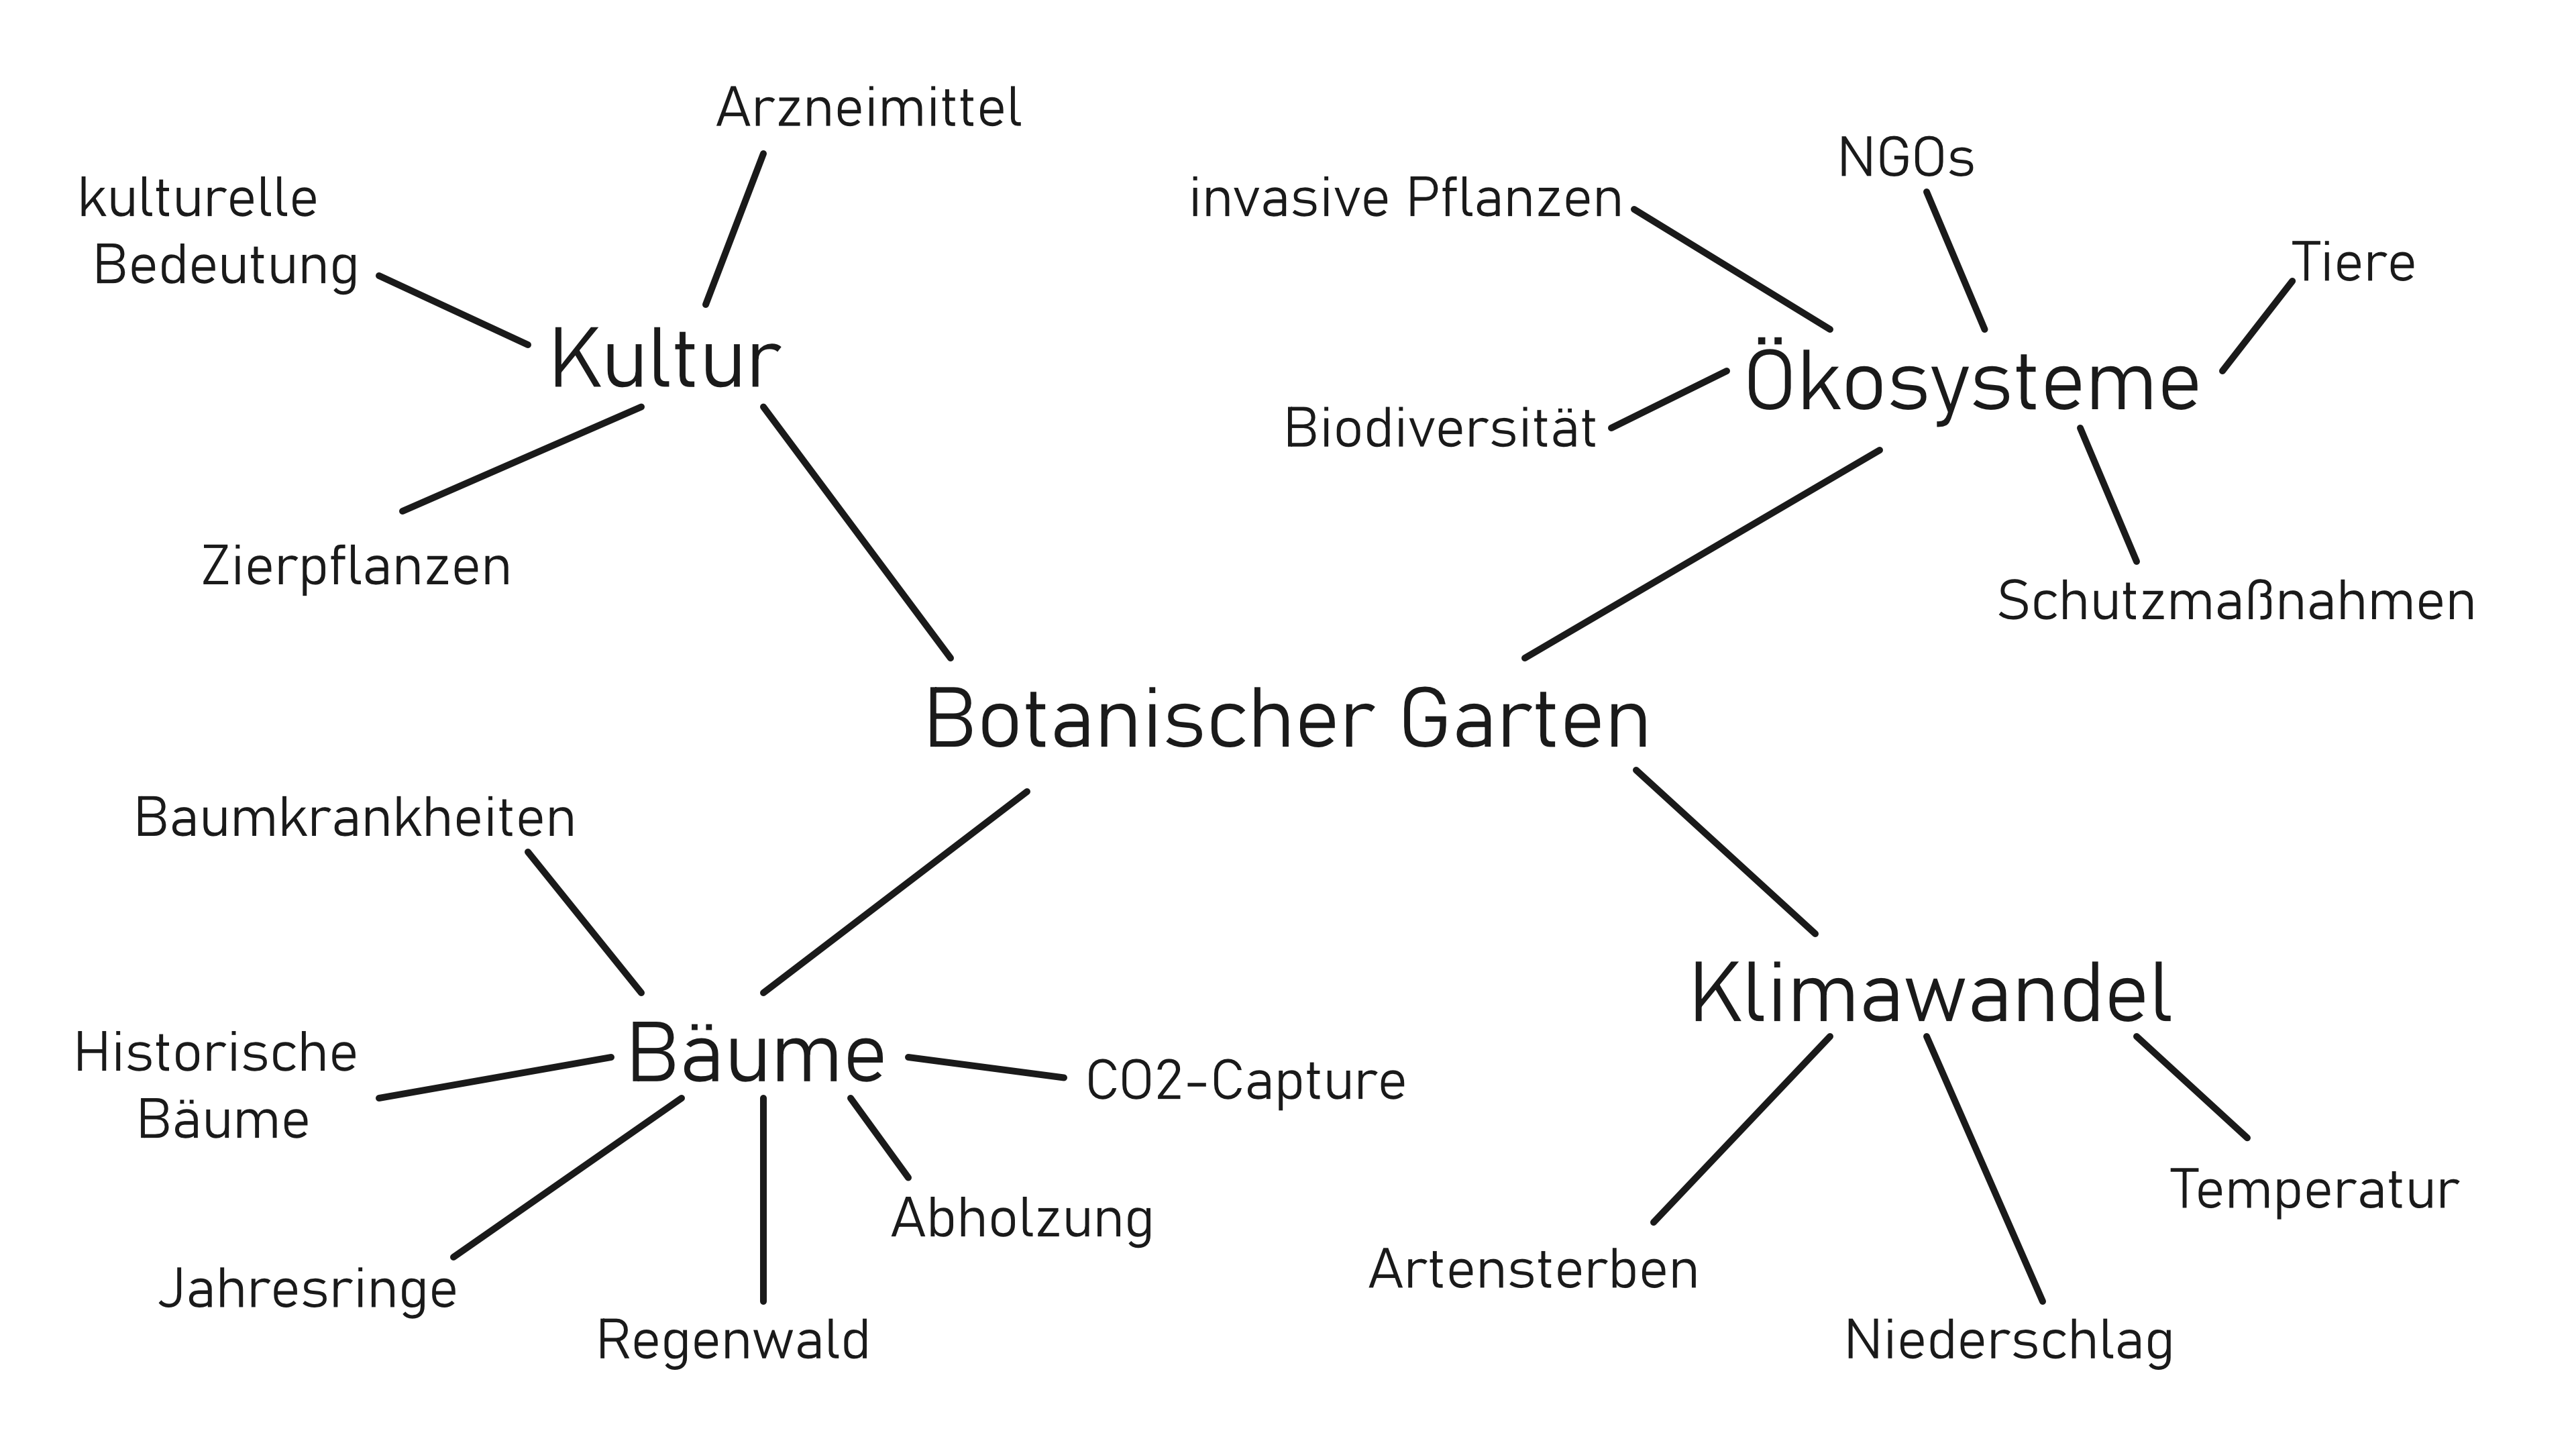 Arzneimittel
kulturelle
Bedeutung
Kultur
Zierpflanzen
invasive Pflanzen
NGOs
Tiere
Ökosysteme
Biodiversität
Schutzmaßnahmen
Botanischer Garten
Baumkrankheiten
Historische
Bäume
Bäume
CO2-Capture
Abholzung
Jahresringe
Regenwald
Klimawandel
Temperatur
Artensterben
Niederschlag